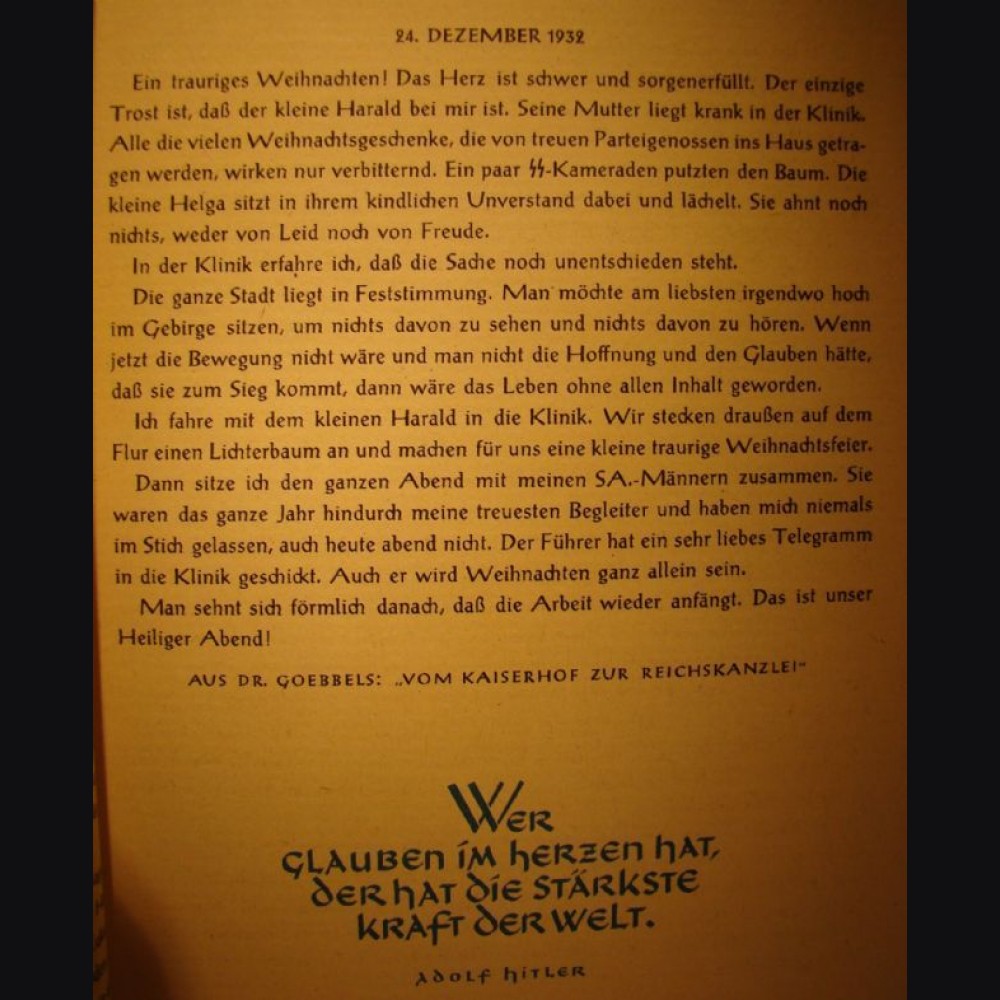 24. DEZEMBER 1932
Ein trauriges Weihnachten! Das Herz ist schwer und sorgenerfüllt. Der einzige
Trost ist, daß der kleine Harald bei mir ist. Seine Mutter liegt krank in der Klinik.
Alle die vielen Weihnachtsgeschenke, die von treuen Parteigenossen ins Haus getra-
gen werden, wirken nur verbitternd. Ein paar ᛋᛋ-Kameraden putzten den Baum. Die
kleine Helga sitzt in ihrem kindlichen Unverstand dabei und lächelt. Sie ahnt noch
nichts, weder von Leid noch von Freude.
In der Klinik erfahre ich, daß die Sache noch unentschieden steht.
Die ganze Stadt liegt in Feststimmung. Man möchte am liebsten irgendwo hoch
im Gebirge sitzen, um nichts davon zu sehen und nichts davon zu hören. Wenn
jetzt die Bewegung nicht wäre und man nicht die Hoffnung und den Glauben hätte,
daß sie zum Sieg kommt, dann wäre das Leben ohne allen Inhalt geworden.
Ich fahre mit dem kleinen Harald in die Klinik. Wir stecken draußen auf dem
Flur einen Lichterbaum an und machen für uns eine kleine traurige Weihnachtsfeier.
Dann sitze ich den ganzen Abend mit meinen SA.-Männern zusammen. Sie
waren das ganze Jahr hindurch meine treuesten Begleiter und haben mich niemals
im Stich gelassen, auch heute abend nicht. Der Führer hat ein sehr liebes Telegramm
in die Klinik geschickt. Auch er wird Weihnachten ganz allein sein.
Man sehnt sich förmlich danach, daß die Arbeit wieder anfängt. Das ist unser
Heiliger Abend!
AUS DR. GOEBBELS: „VOM KAISERHOF ZUR REICHSKANZLEI“
WER
GLAUBEN IM HERZEN HAT,
DER HAT DIE STÄRKSTE
KRAFT DER WELT.
ADOLF HITLER